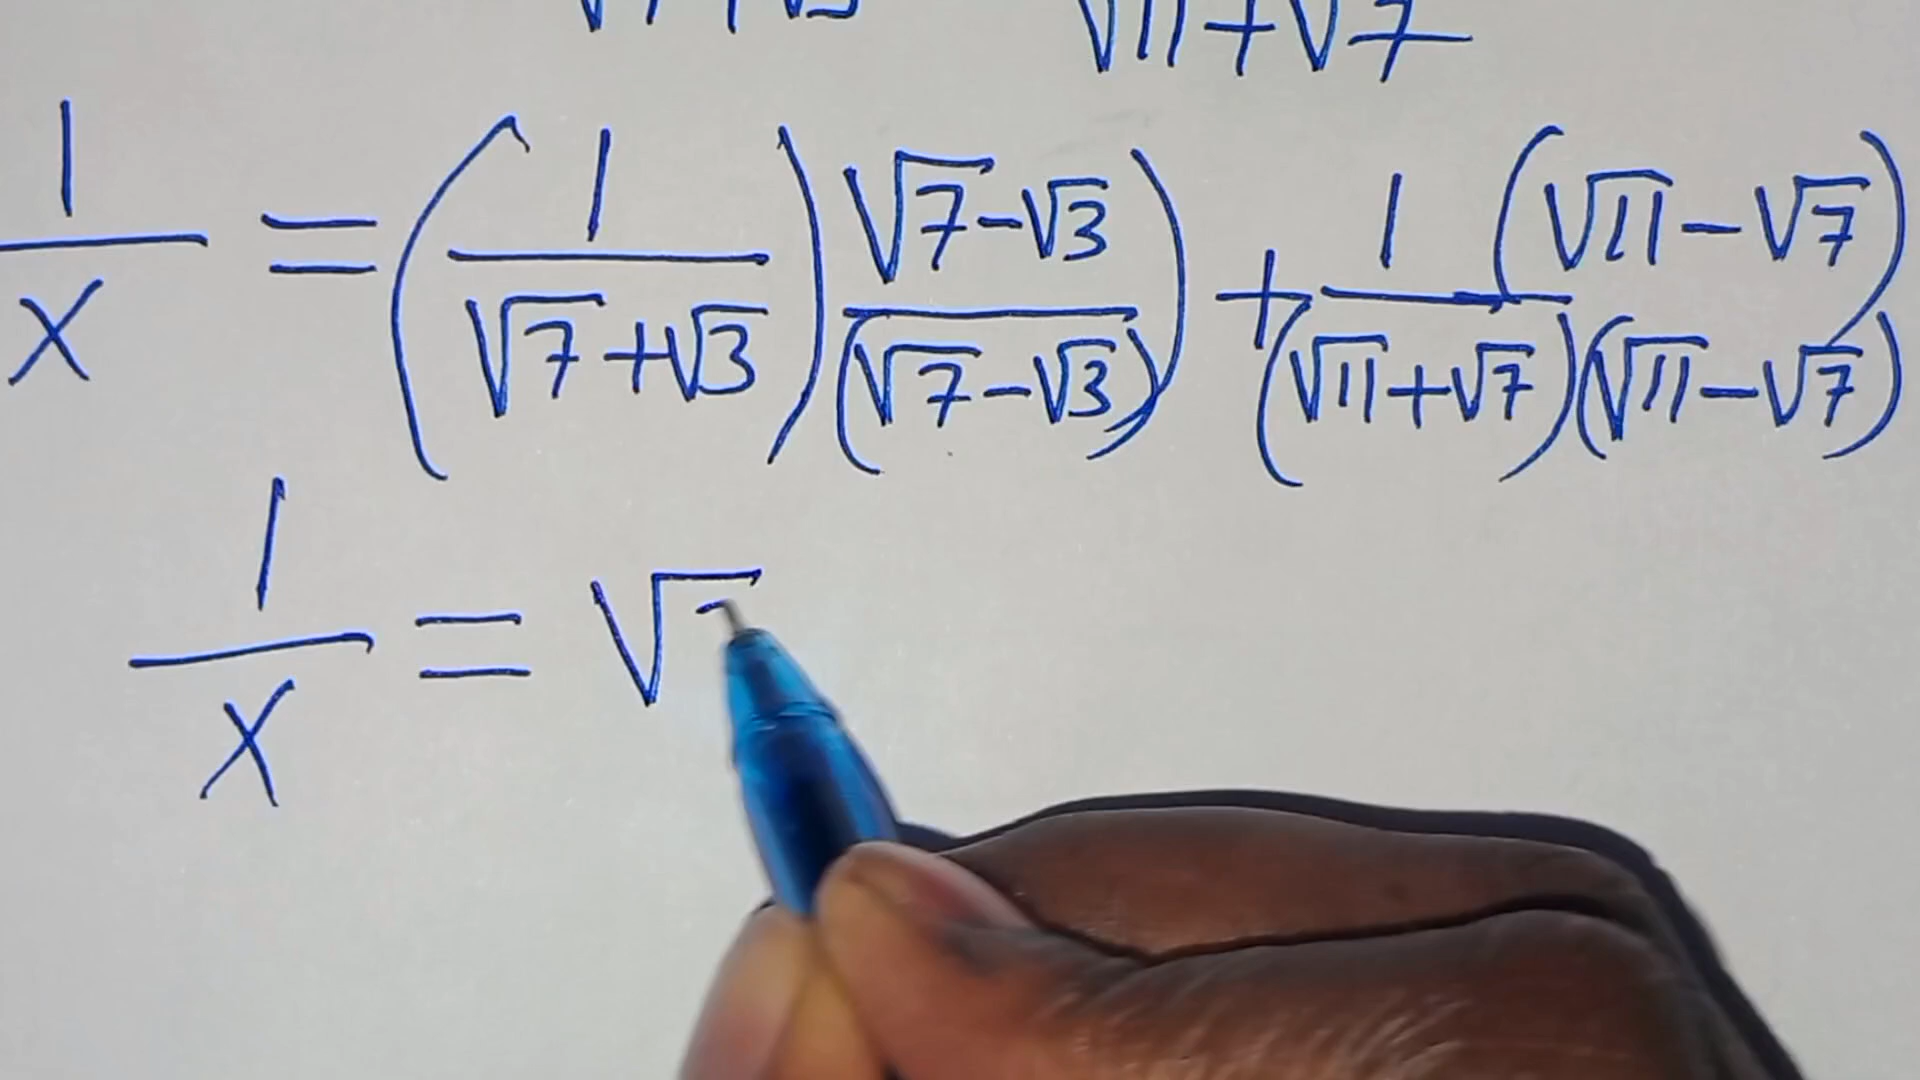 √11+√7
1/x = (1/(√7+√3))(√7-√3)/(√7-√3)) + 1(√11-√7)/(√11+√7)(√11-√7)
1/x = √